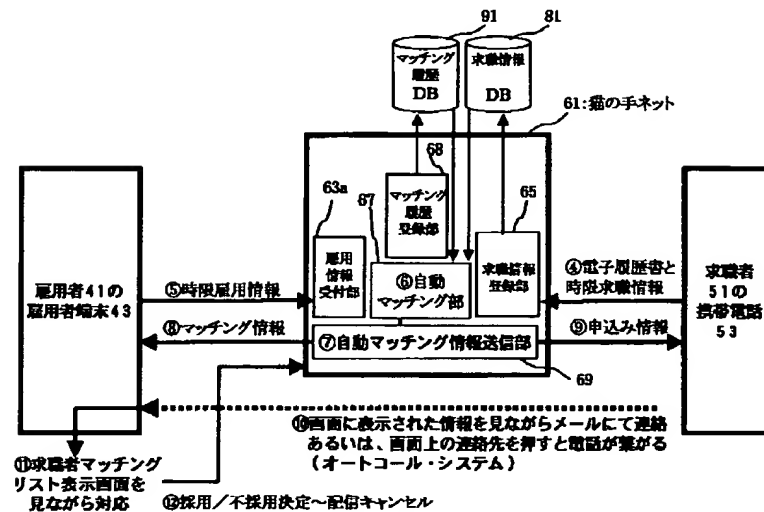 91
81
マッチング
履歴
DB
求職情報
DB
61:猫の手ネット
68
マッチング
履歴
登録部
63a
67
65
雇用
情報
受付部
⑥自動
マッチング部
求職情報
登録部
雇用者41の
雇用者端末43
⑤時限雇用情報
④電子履歴書と
時限求職情報
求職者
51の
携帯電話
53
⑧マッチング情報
⑦自動マッチング情報送信部
⑨申込み情報
69
⑩画面に表示された情報を見ながらメールにて連絡
あるいは、画面上の連絡先を押すと電話が繋がる
(オートコール・システム)
⑪求職者マッチング
リスト表示画面を
見ながら対応
⑫採用/不採用決定~配信キャンセル